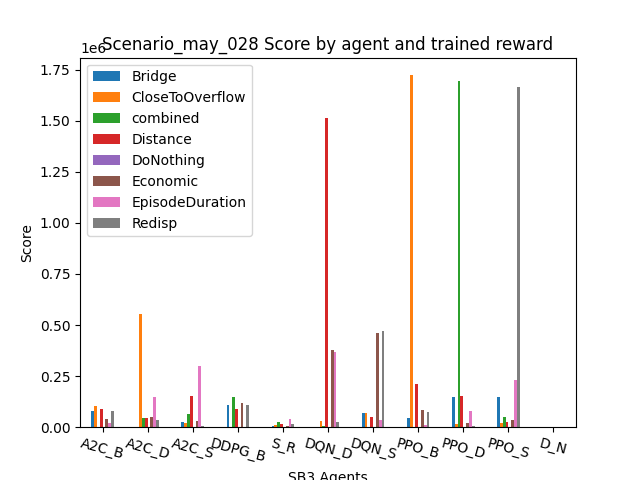 Scenario_may_028 Score by agent and trained reward
1e6
1.75
1.50
1.25
1.00
0.75
0.50
0.25
0.00
Score
Bridge
CloseToOverflow
combined
Distance
DoNothing
Economic
EpisodeDuration
Redisp
A2C_B
A2C_D
A2C_S
DDPG_B
S_R
DQN_D
DQN_S
PPO_B
PPO_D
PPO_S
D_N
SB3 Agents